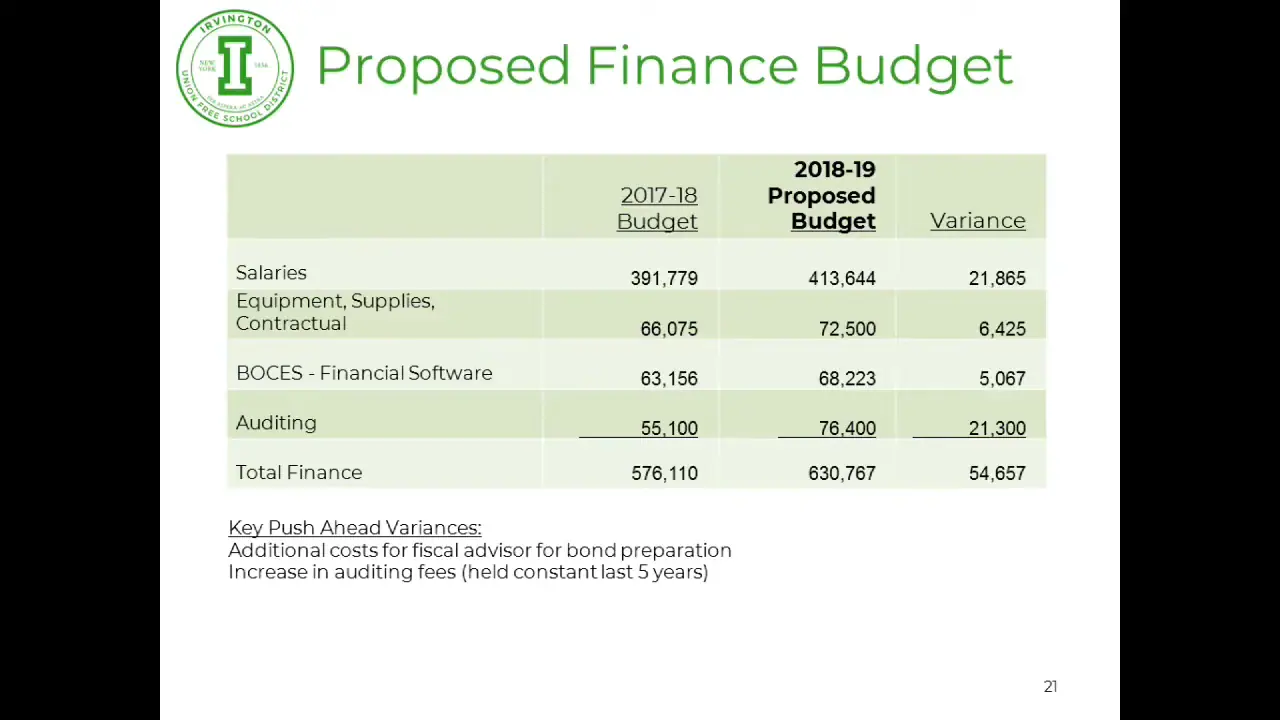 IRVINGTON
NEW YORK
1856
UNION FREE SCHOOL DISTRICT
Proposed Finance Budget
2017-18 Budget
2018-19 Proposed Budget
Variance
Salaries 391,779 413,644 21,865
Equipment, Supplies,
Contractual 66,075 72,500 6,425
BOCES - Financial Software 63,156 68,223 5,067
Auditing 55,100 76,400 21,300
Total Finance 576,110 630,767 54,657
Key Push Ahead Variances:
Additional costs for fiscal advisor for bond preparation
Increase in auditing fees (held constant last 5 years)
21